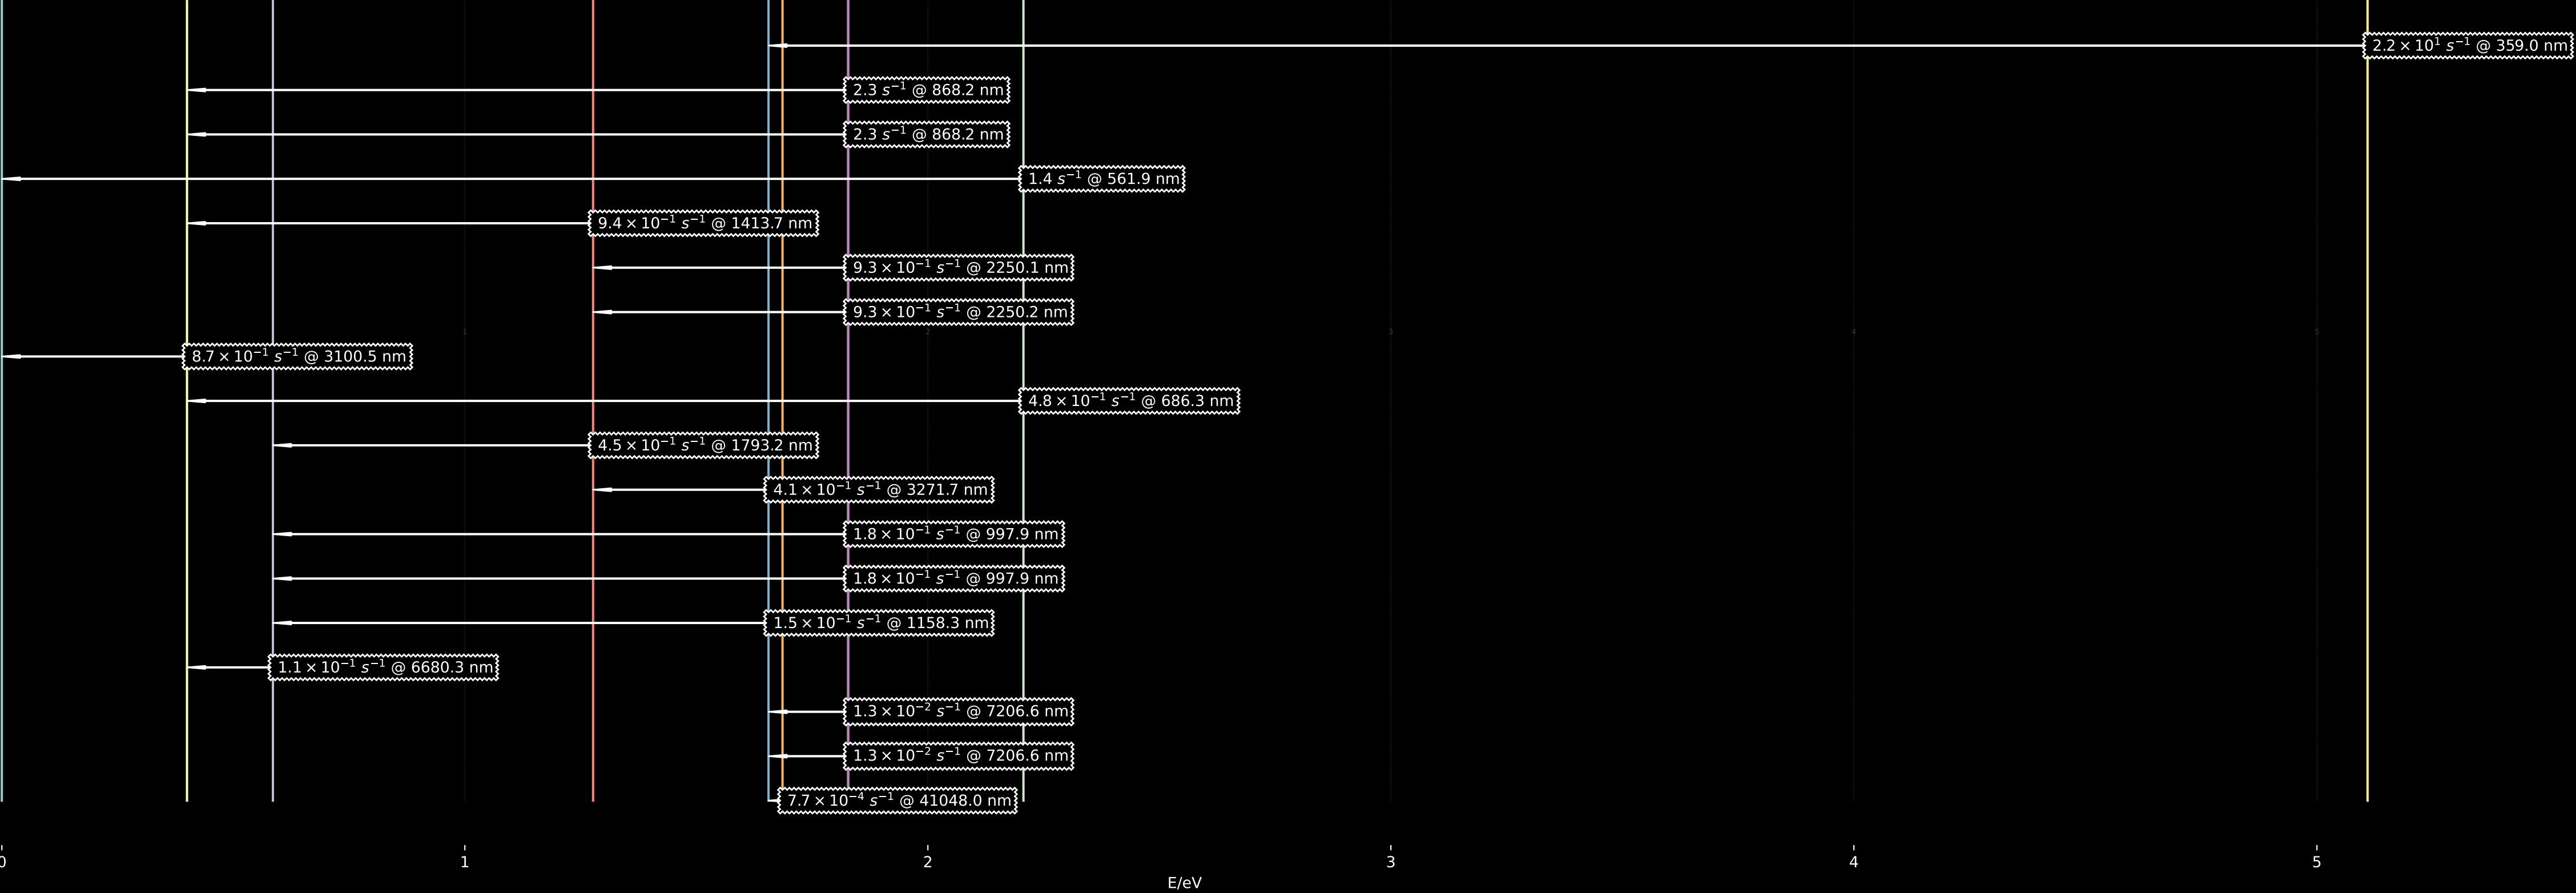 2.2 × 10¹ s⁻¹ @ 359.0 nm
2.3 s⁻¹ @ 868.2 nm
2.3 s⁻¹ @ 868.2 nm
1.4 s⁻¹ @ 561.9 nm
9.4 × 10⁻¹ s⁻¹ @ 1413.7 nm
9.3 × 10⁻¹ s⁻¹ @ 2250.1 nm
9.3 × 10⁻¹ s⁻¹ @ 2250.2 nm
1 2 3 4 5
8.7 × 10⁻¹ s⁻¹ @ 3100.5 nm
4.8 × 10⁻¹ s⁻¹ @ 686.3 nm
4.5 × 10⁻¹ s⁻¹ @ 1793.2 nm
4.1 × 10⁻¹ s⁻¹ @ 3271.7 nm
1.8 × 10⁻¹ s⁻¹ @ 997.9 nm
1.8 × 10⁻¹ s⁻¹ @ 997.9 nm
1.5 × 10⁻¹ s⁻¹ @ 1158.3 nm
1.1 × 10⁻¹ s⁻¹ @ 6680.3 nm
1.3 × 10⁻² s⁻¹ @ 7206.6 nm
1.3 × 10⁻² s⁻¹ @ 7206.6 nm
7.7 × 10⁻⁴ s⁻¹ @ 41048.0 nm
0 1 2 3 4 5
E/eV